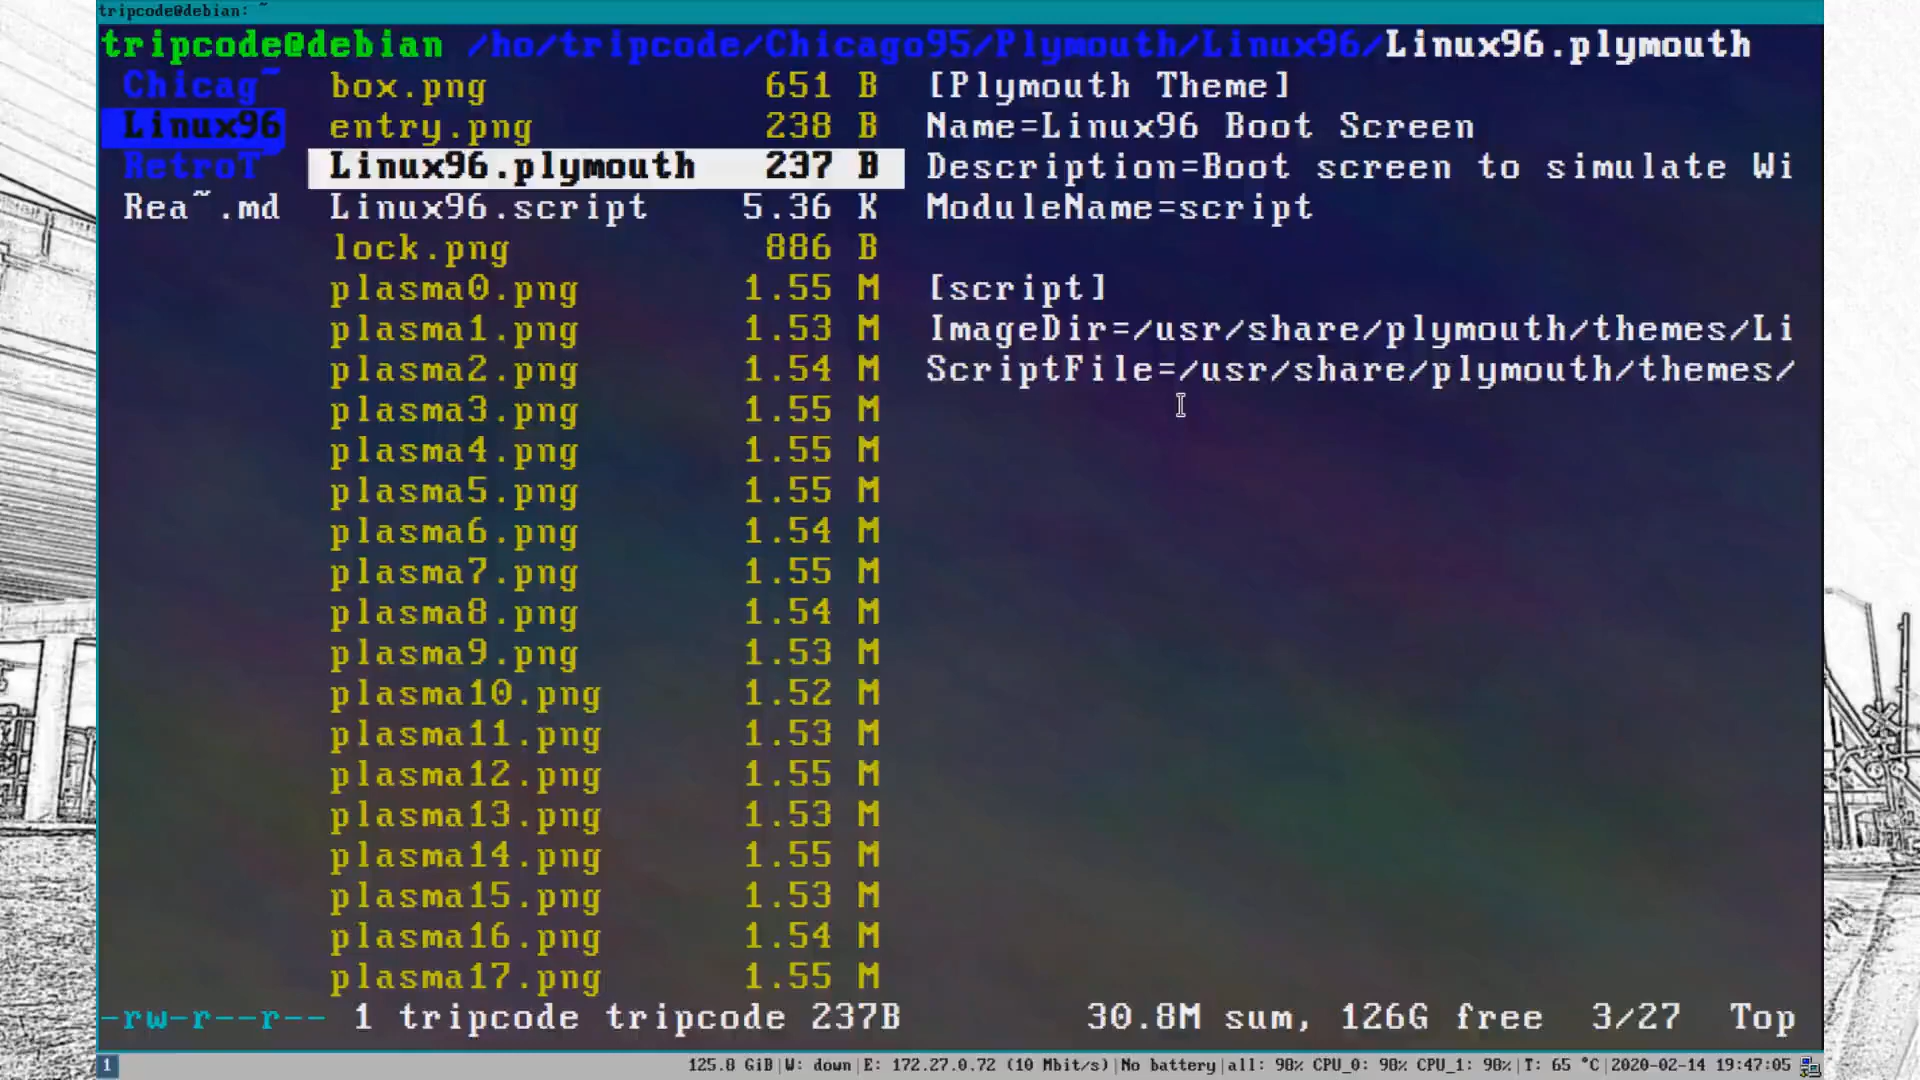 tripcode@debian: ~
tripcode@debian /ho/tripcode/Chicago95/Plymouth/Linux96/Linux96.plymouth
Chicag~ box.png 651 B [Plymouth Theme]
Linux96 entry.png 238 B Name=Linux96 Boot Screen
RetroT~ Linux96.plymouth 237 B Description=Boot screen to simulate Wi
Rea~.md Linux96.script 5.36 K ModuleName=script
lock.png 886 B
plasma0.png 1.55 M [script]
plasma1.png 1.53 M ImageDir=/usr/share/plymouth/themes/Li
plasma2.png 1.54 M ScriptFile=/usr/share/plymouth/themes/
plasma3.png 1.55 M
plasma4.png 1.55 M
plasma5.png 1.55 M
plasma6.png 1.54 M
plasma7.png 1.55 M
plasma8.png 1.54 M
plasma9.png 1.53 M
plasma10.png 1.52 M
plasma11.png 1.53 M
plasma12.png 1.55 M
plasma13.png 1.53 M
plasma14.png 1.55 M
plasma15.png 1.53 M
plasma16.png 1.54 M
plasma17.png 1.55 M
-rw-r--r-- 1 tripcode tripcode 237B 30.8M sum, 126G free 3/27 Top
1 125.8 GiB|W: down|E: 172.27.0.72 (10 Mbit/s)|No battery|all: 98% CPU_0: 98% CPU_1: 98%|T: 65 °C|2020-02-14 19:47:05